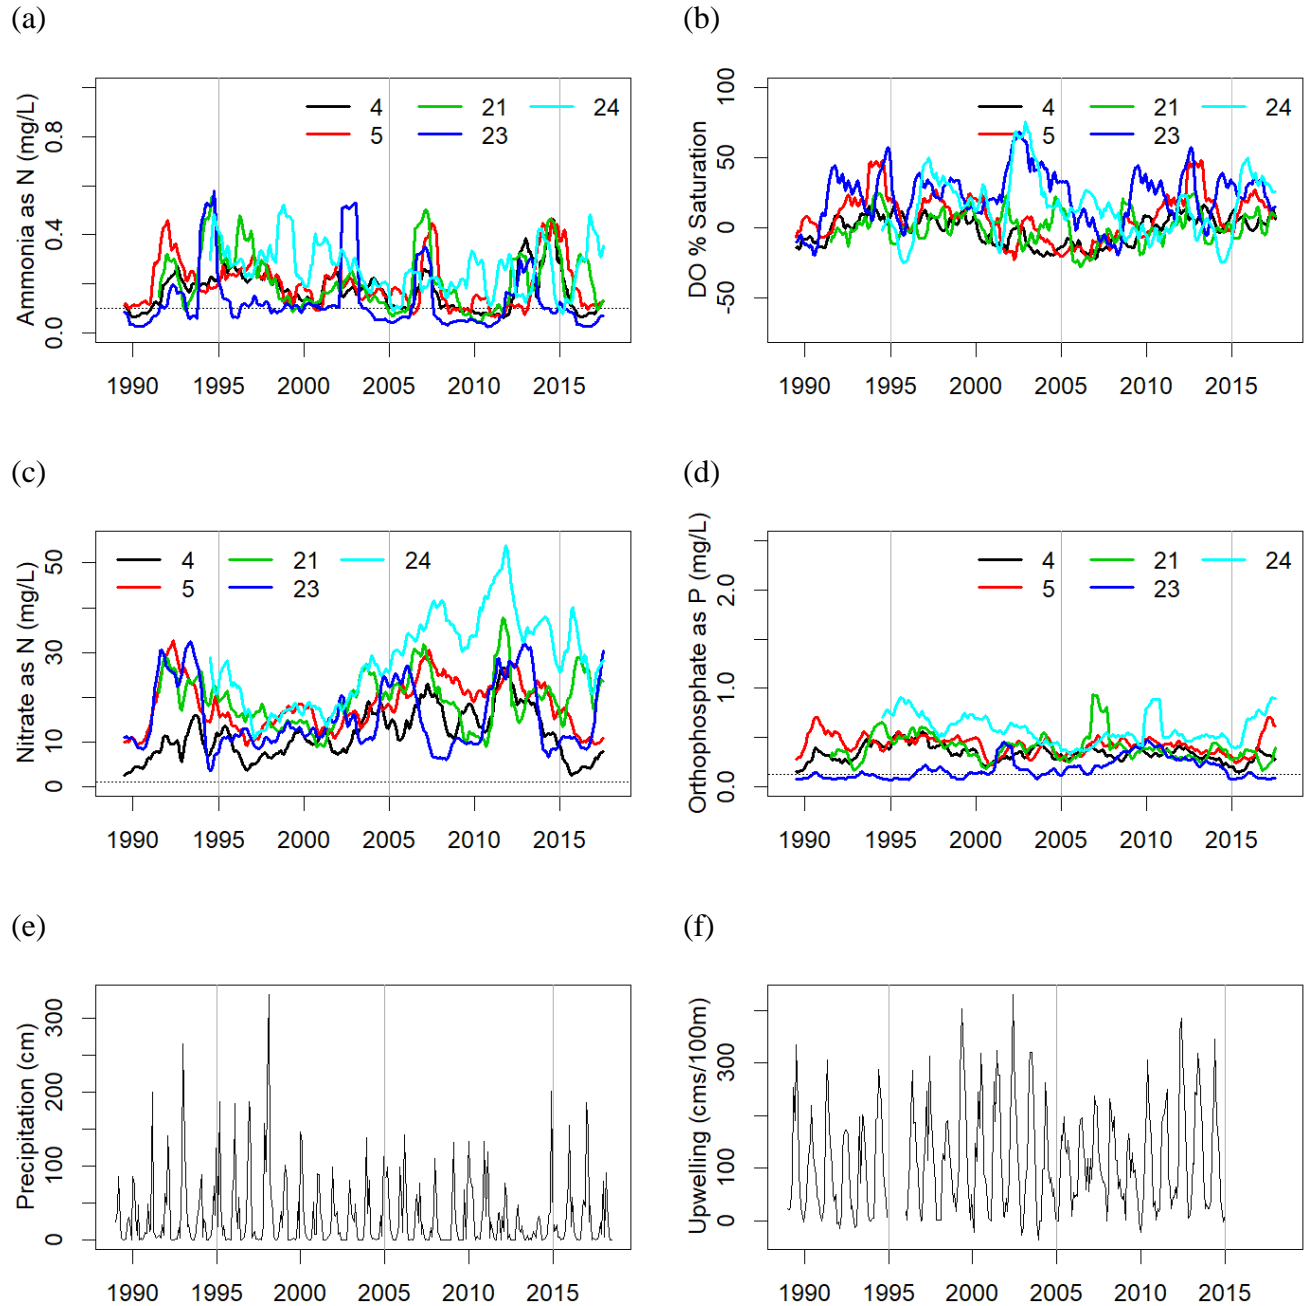 (a)
Ammonia as N (mg/L)
0.0 0.4 0.8
4 21 24
5 23
1990 1995 2000 2005 2010 2015
(b)
DO % Saturation
-50 0 50 100
4 21 24
5 23
1990 1995 2000 2005 2010 2015
(c)
Nitrate as N (mg/L)
0 10 30 50
4 21 24
5 23
1990 1995 2000 2005 2010 2015
(d)
Orthophosphate as P (mg/L)
0.0 1.0 2.0
4 21 24
5 23
1990 1995 2000 2005 2010 2015
(e)
Precipitation (cm)
0 100 200 300
1990 1995 2000 2005 2010 2015
(f)
Upwelling (cms/100m)
0 100 300
1990 1995 2000 2005 2010 2015